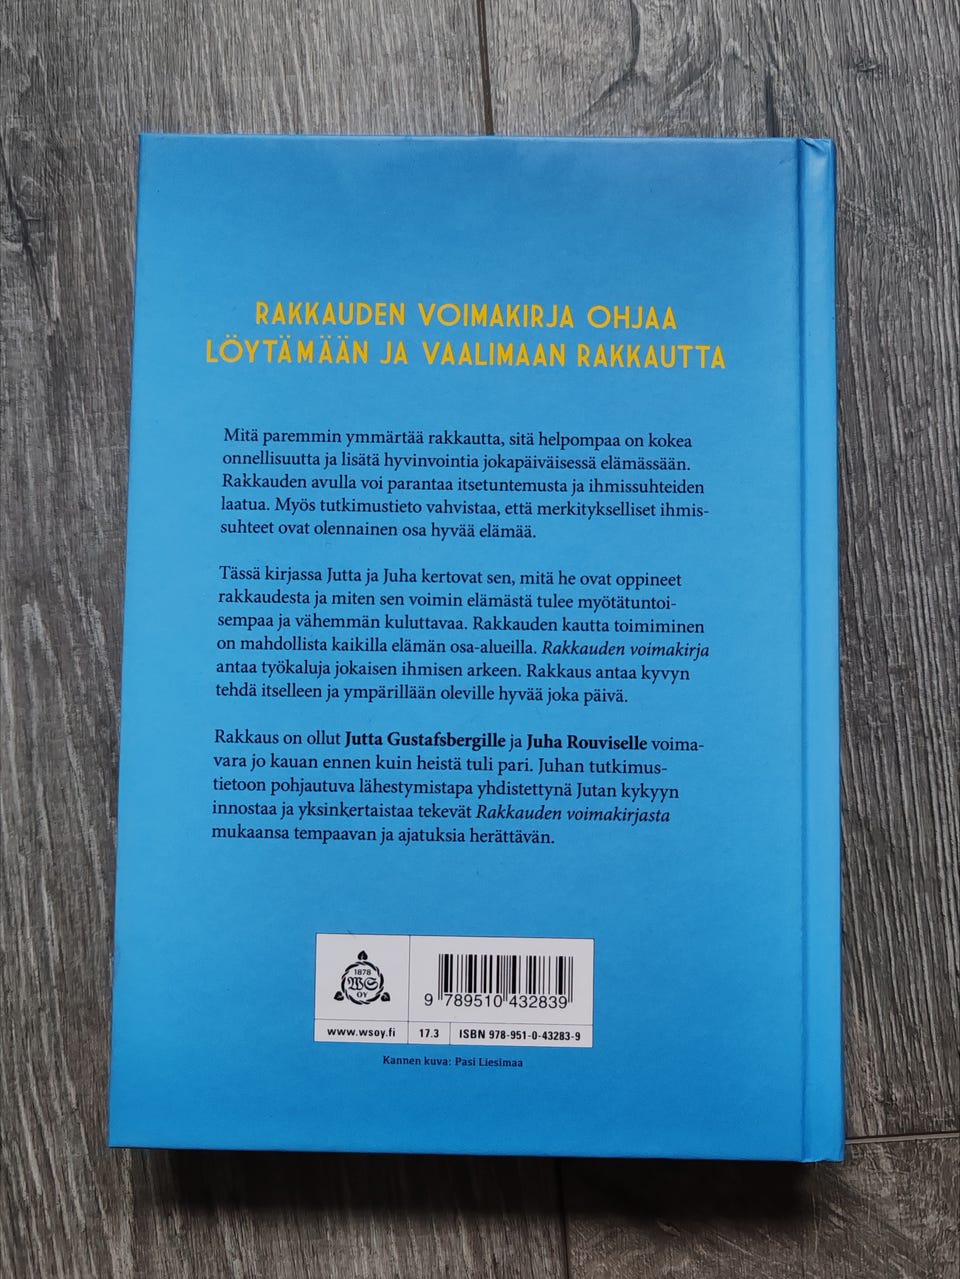 RAKKAUDEN VOIMAKIRJA OHJAA
LÖYTÄMÄÄN JA VAALIMAAN RAKKAUTTA
Mitä paremmin ymmärtää rakkautta, sitä helpompaa on kokea
onnellisuutta ja lisätä hyvinvointia jokapäiväisessä elämässään.
Rakkauden avulla voi parantaa itsetuntemusta ja ihmissuhteiden
laatua. Myös tutkimustieto vahvistaa, että merkitykselliset ihmis-
suhteet ovat olennainen osa hyvää elämää.
Tässä kirjassa Jutta ja Juha kertovat sen, mitä he ovat oppineet
rakkaudesta ja miten sen voimin elämästä tulee myötätuntoi-
sempaa ja vähemmän kuluttavaa. Rakkauden kautta toimiminen
on mahdollista kaikilla elämän osa-alueilla. Rakkauden voimakirja
antaa työkaluja jokaisen ihmisen arkeen. Rakkaus antaa kyvyn
tehdä itselleen ja ympärillään oleville hyvää joka päivä.
Rakkaus on ollut Jutta Gustafsbergille ja Juha Rouviselle voima-
vara jo kauan ennen kuin heistä tuli pari. Juhan tutkimus-
tietoon pohjautuva lähestymistapa yhdistettynä Jutan kykyyn
innostaa ja yksinkertaistaa tekevät Rakkauden voimakirjasta
mukaansa tempaavan ja ajatuksia herättävän.
1878
WS
OY
9 789510 432839
www.wsoy.fi 17.3 ISBN 978-951-0-43283-9
Kannen kuva: Pasi Liesimaa